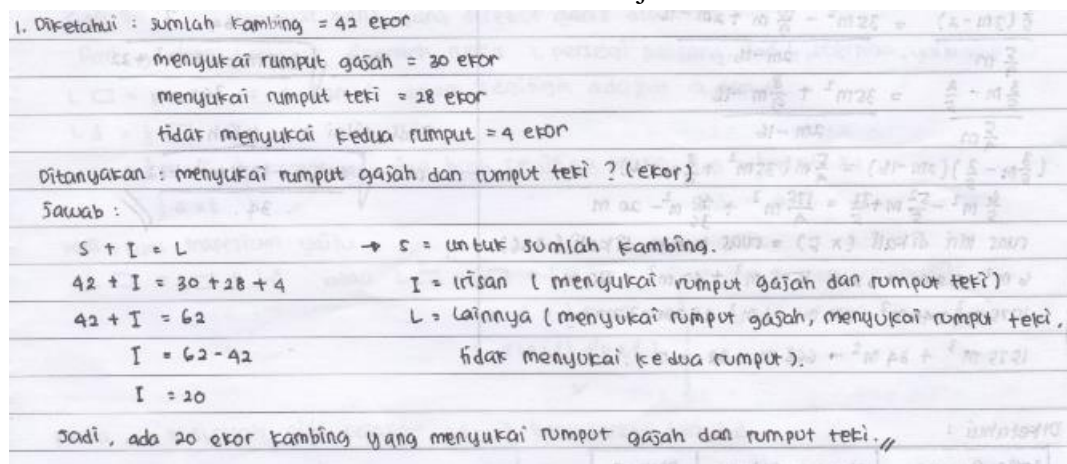 1. Diketahui : Jumlah kambing = 42 ekor
menyukai rumput gajah = 30 ekor
menyukai rumput teki = 28 ekor
tidak menyukai kedua rumput = 4 ekor
Ditanyakan : menyukai rumput gajah dan rumput teki ? (ekor)
Jawab :
S + I = L → S = untuk jumlah kambing.
42 + I = 30 + 28 + 4 I = irisan ( menyukai rumput gajah dan rumput teki )
42 + I = 62 L = Lainnya ( menyukai rumput gajah, menyukai rumput teki,
I = 62 - 42 tidak menyukai kedua rumput ).
I = 20
Jadi, ada 20 ekor kambing yang menyukai rumput gajah dan rumput teki. //